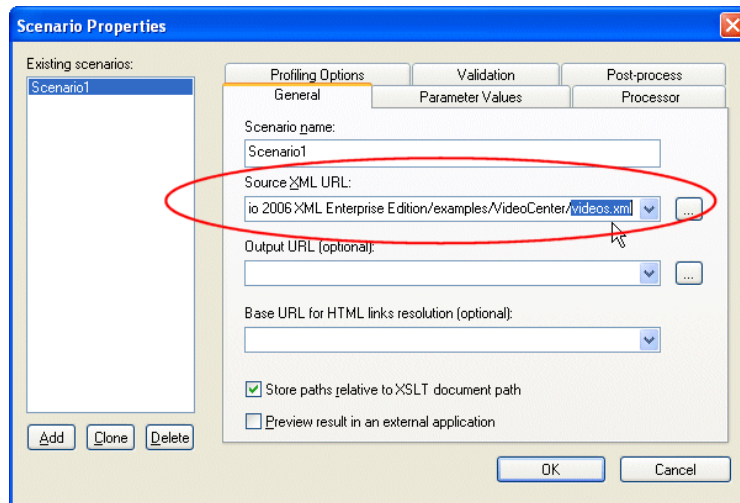 Scenario Properties
Existing scenarios:
Scenario1
Profiling Options
Validation
Post-process
General
Parameter Values
Processor
Scenario name:
Scenario1
Source XML URL:
io 2006 XML Enterprise Edition/examples/VideoCenter/videos.xml
...
Output URL (optional):
...
Base URL for HTML links resolution (optional):
Store paths relative to XSLT document path
Preview result in an external application
Add
Clone
Delete
OK
Cancel